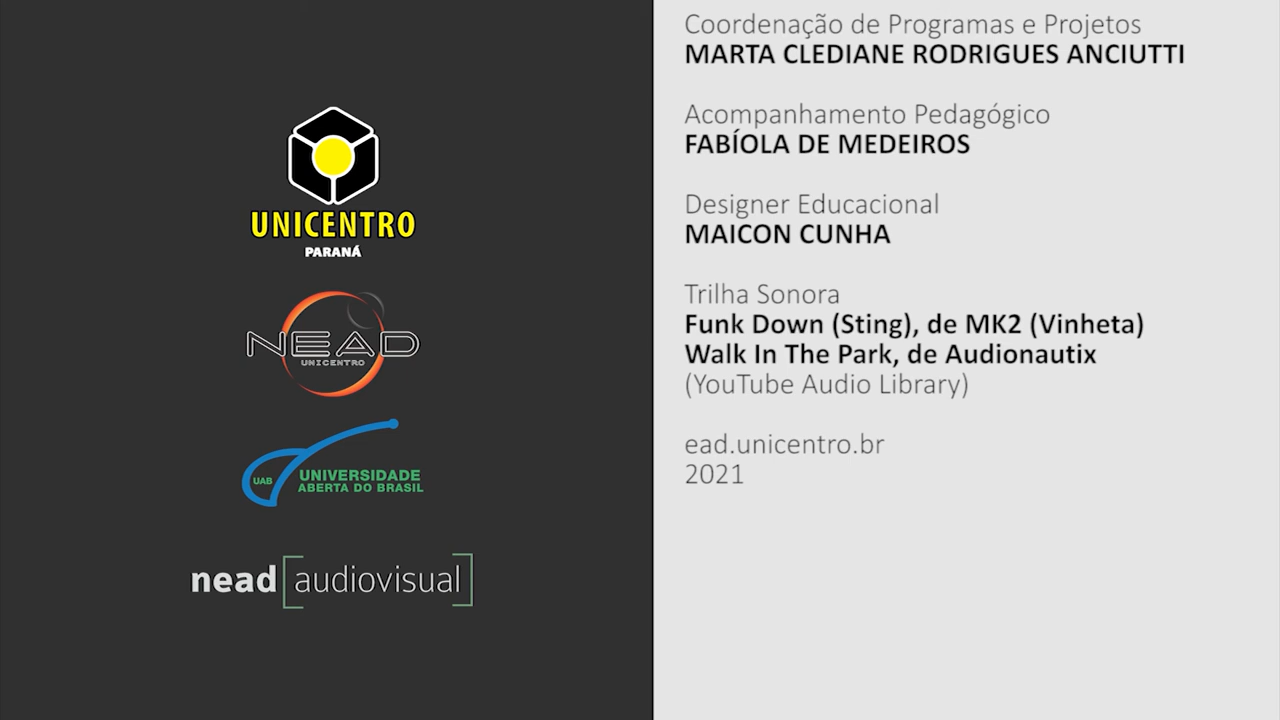 UNICENTRO
PARANÁ
NEAD
UNICENTRO
UAB
UNIVERSIDADE
ABERTA DO BRASIL
nead[audiovisual]
Coordenação de Programas e Projetos
MARTA CLEDIANE RODRIGUES ANCIUTTI
Acompanhamento Pedagógico
FABÍOLA DE MEDEIROS
Designer Educacional
MAICON CUNHA
Trilha Sonora
Funk Down (Sting), de MK2 (Vinheta)
Walk In The Park, de Audionautix
(YouTube Audio Library)
ead.unicentro.br
2021